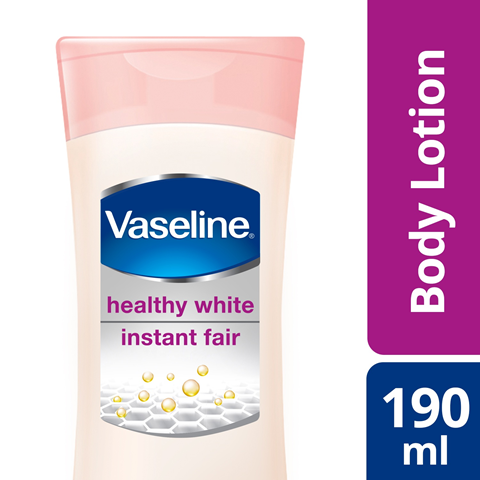 Vaseline®
healthy white
instant fair
Body Lotion
190
ml